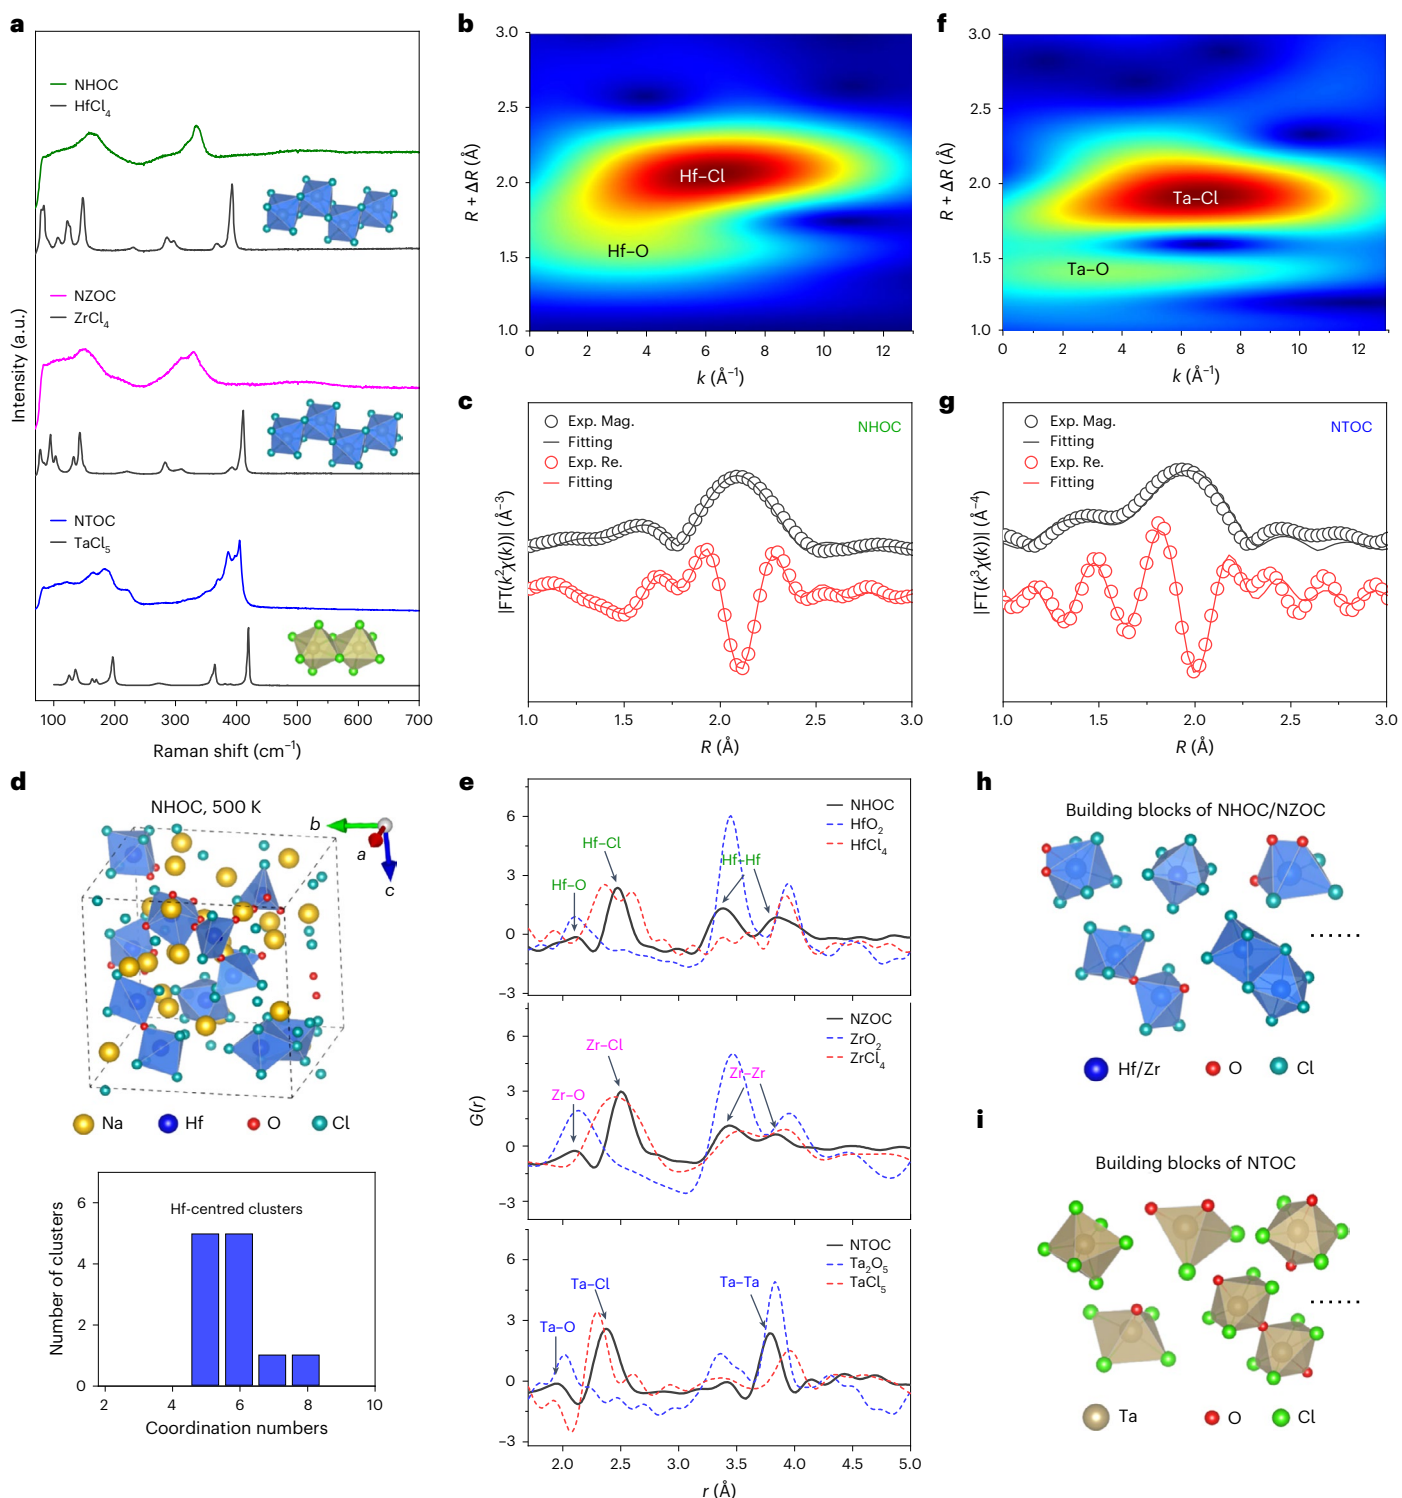 a
NHOC
HfCl4
NZOC
ZrCl4
NTOC
TaCl5
Intensity (a.u.)
100 200 300 400 500 600 700
Raman shift (cm−1)
b
3.0
2.5
2.0
1.5
1.0
R + ΔR (Å)
Hf–Cl
Hf–O
0 2 4 6 8 10 12
k (Å−1)
f
3.0
2.5
2.0
1.5
1.0
R + ΔR (Å)
Ta–Cl
Ta–O
0 2 4 6 8 10 12
k (Å−1)
c
Exp. Mag.
Fitting
Exp. Re.
Fitting
NHOC
|FT(k2χ(k))| (Å−3)
1.0 1.5 2.0 2.5 3.0
R (Å)
g
Exp. Mag.
Fitting
Exp. Re.
Fitting
NTOC
|FT(k3χ(k))| (Å−4)
1.0 1.5 2.0 2.5 3.0
R (Å)
d
NHOC, 500 K
b
a
c
Na Hf O Cl
6
4
2
0
Number of clusters
Hf-centred clusters
2 4 6 8 10
Coordination numbers
e
6
3
0
−3
NHOC
HfO2
HfCl4
Hf–Cl
Hf–O
Hf–Hf
6
3
0
−3
NZOC
ZrO2
ZrCl4
Zr–Cl
Zr–O
Zr–Zr
G(r)
6
3
0
−3
NTOC
Ta2O5
TaCl5
Ta–Cl
Ta–O
Ta–Ta
2.0 2.5 3.0 3.5 4.0 4.5 5.0
r (Å)
h
Building blocks of NHOC/NZOC
......
Hf/Zr O Cl
i
Building blocks of NTOC
......
Ta O Cl